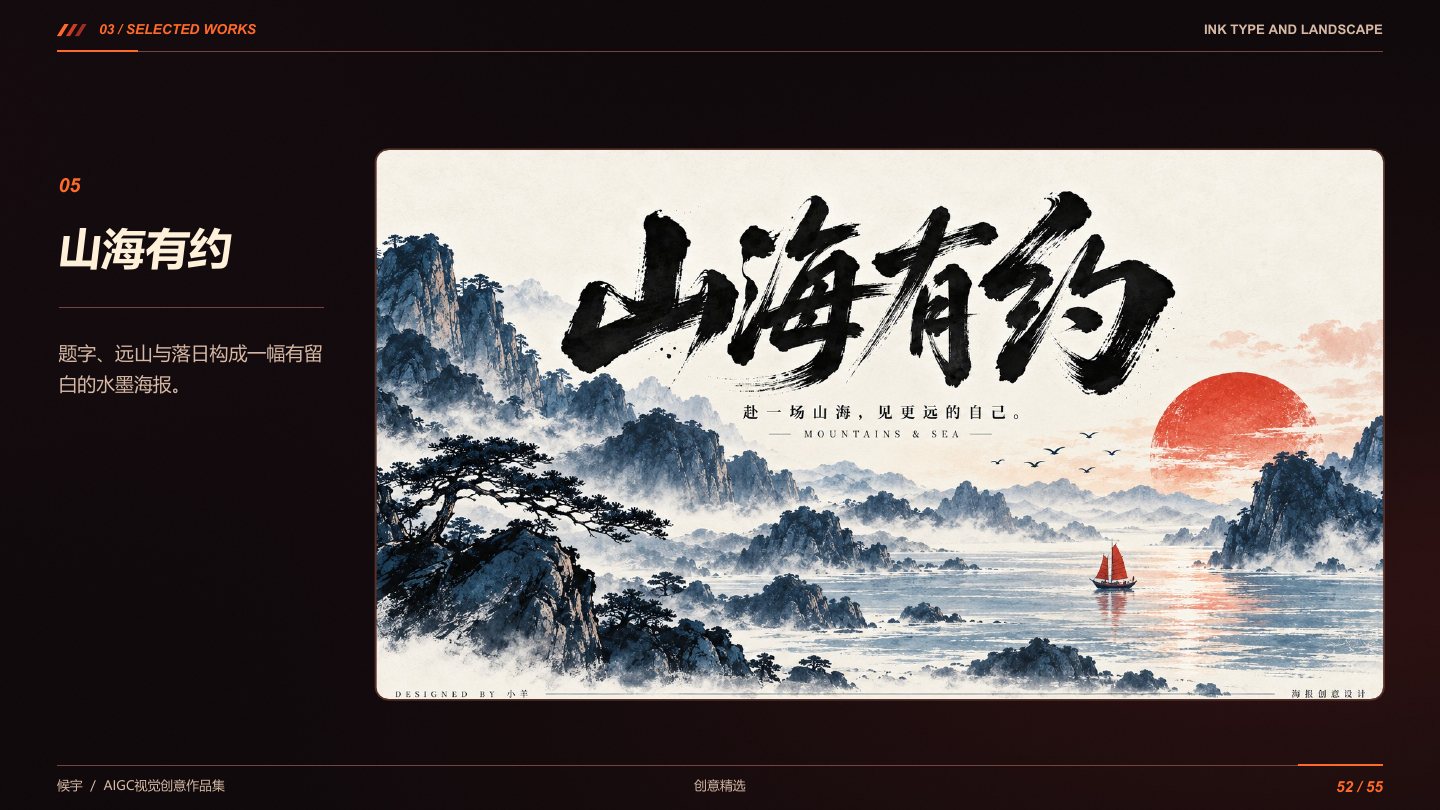 03 / SELECTED WORKS
INK TYPE AND LANDSCAPE
05
山海有约
题字、远山与落日构成一幅有留
白的水墨海报。
山海有约
赴一场山海，见更远的自己。
MOUNTAINS & SEA
DESIGNED BY 小羊
海报创意设计
候宇 / AIGC视觉创意作品集
创意精选
52 / 55